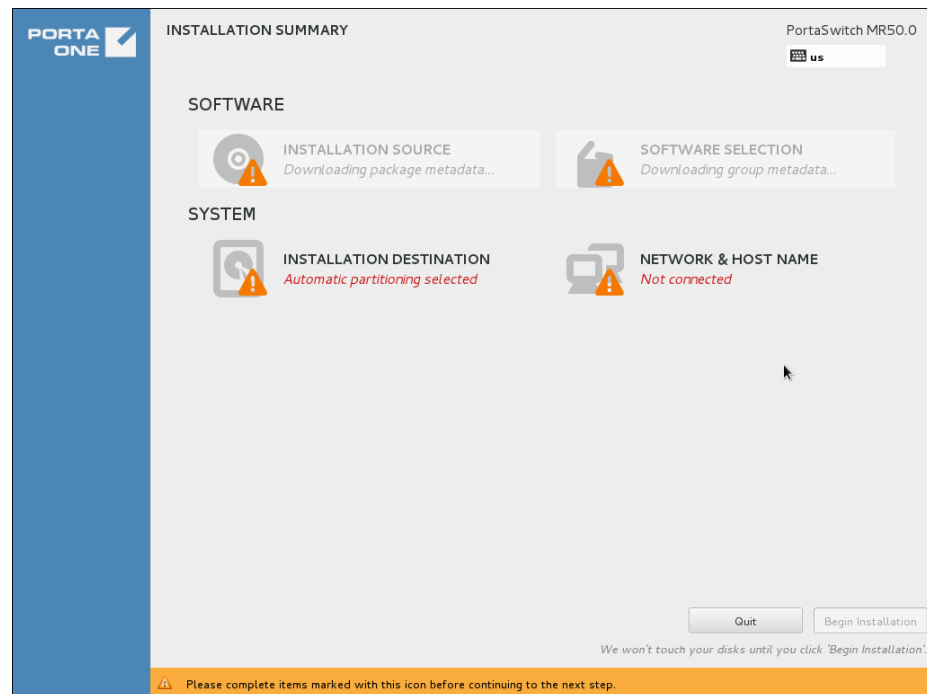 PORTA
ONE
INSTALLATION SUMMARY
PortaSwitch MR50.0
us
SOFTWARE
INSTALLATION SOURCE
Downloading package metadata...
SOFTWARE SELECTION
Downloading group metadata...
SYSTEM
INSTALLATION DESTINATION
Automatic partitioning selected
NETWORK & HOST NAME
Not connected
Quit
Begin Installation
We won't touch your disks until you click 'Begin Installation'.
Please complete items marked with this icon before continuing to the next step.